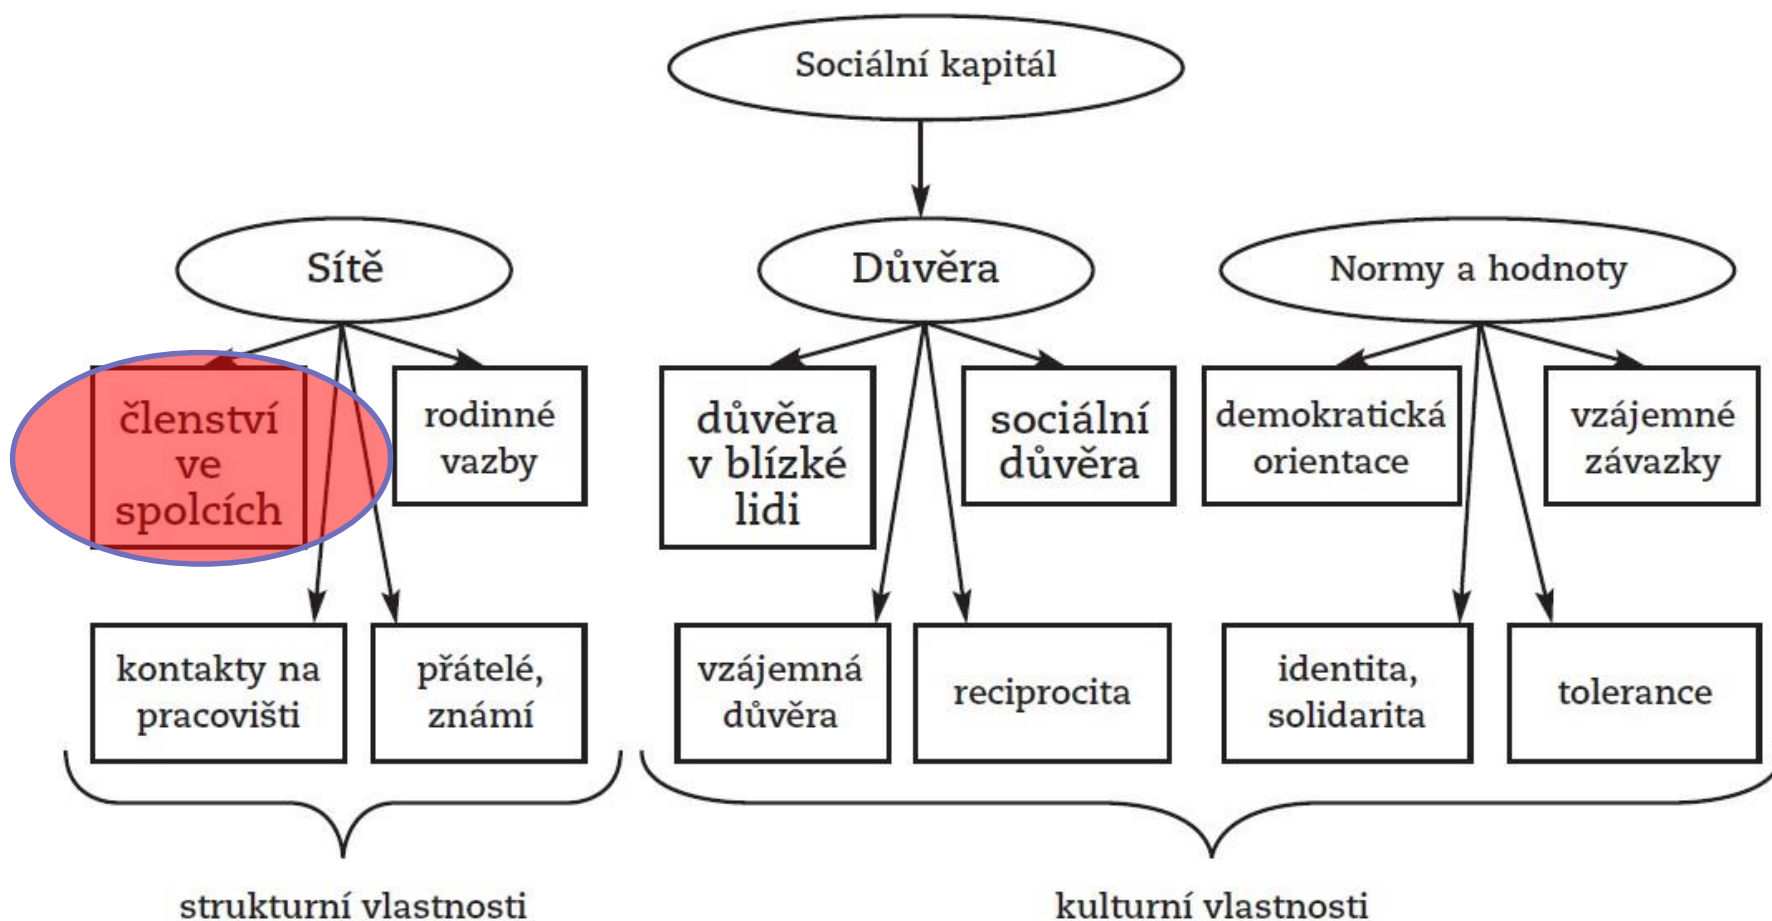 Sociální kapitál
Sítě
Důvěra
Normy a hodnoty
členství
ve
spolcích
rodinné
vazby
důvěra
v blízké
lidi
sociální
důvěra
demokratická
orientace
vzájemné
závazky
kontakty na
pracovišti
přátelé,
známí
vzájemná
důvěra
reciprocita
identita,
solidarita
tolerance
strukturní vlastnosti
kulturní vlastnosti